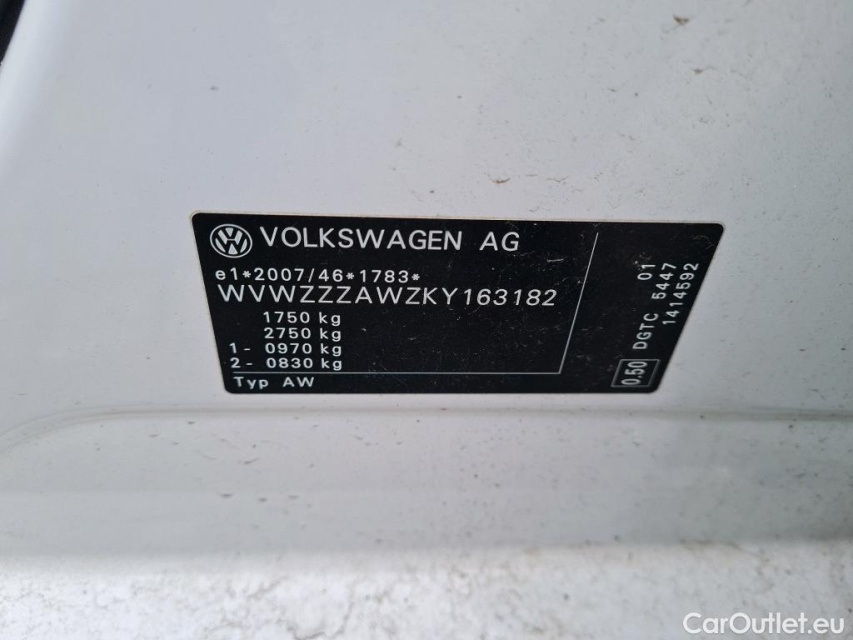 VOLKSWAGEN AG
e1*2007/46*1783*
WVWZZZAWZKY163182
1750 kg
2750 kg
1- 0970 kg
2- 0830 kg
Typ AW
01
DGTC 5447
1414592
0.50
CarOutlet.eu